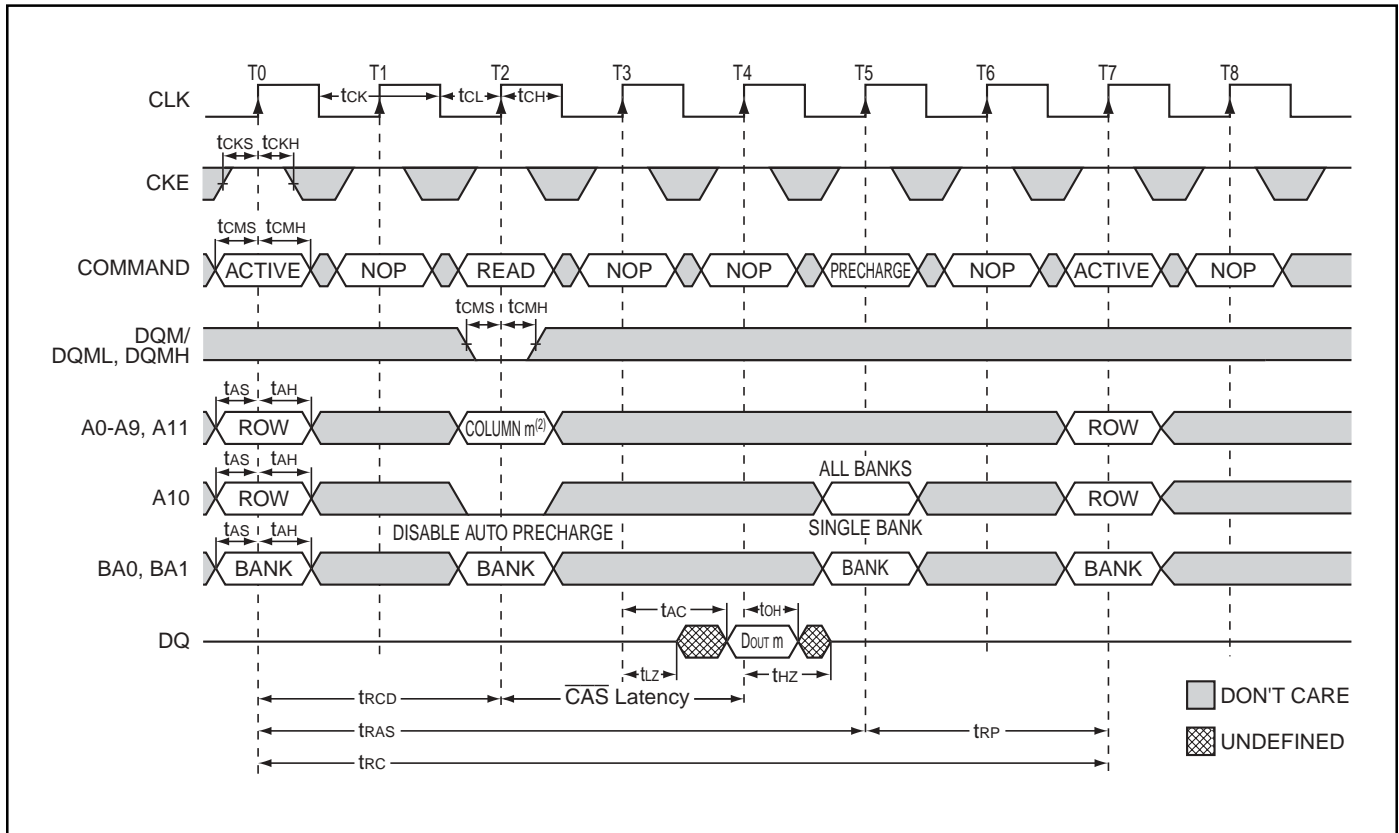 T0 T1 T2 T3 T4 T5 T6 T7 T8
CLK tCK tCL tCH
tCKS tCKH
CKE
tCMS tCMH
COMMAND ACTIVE NOP READ NOP NOP PRECHARGE NOP ACTIVE NOP
tCMS tCMH
DQM/
DQML, DQMH
tAS tAH
A0-A9, A11 ROW COLUMN m(2) ROW
tAS tAH ALL BANKS
A10 ROW ROW
tAS tAH DISABLE AUTO PRECHARGE SINGLE BANK
BA0, BA1 BANK BANK BANK BANK
tAC tOH
DQ DOUT m
tLZ tHZ
tRCD CAS Latency
DON'T CARE
tRAS tRP
UNDEFINED
tRC